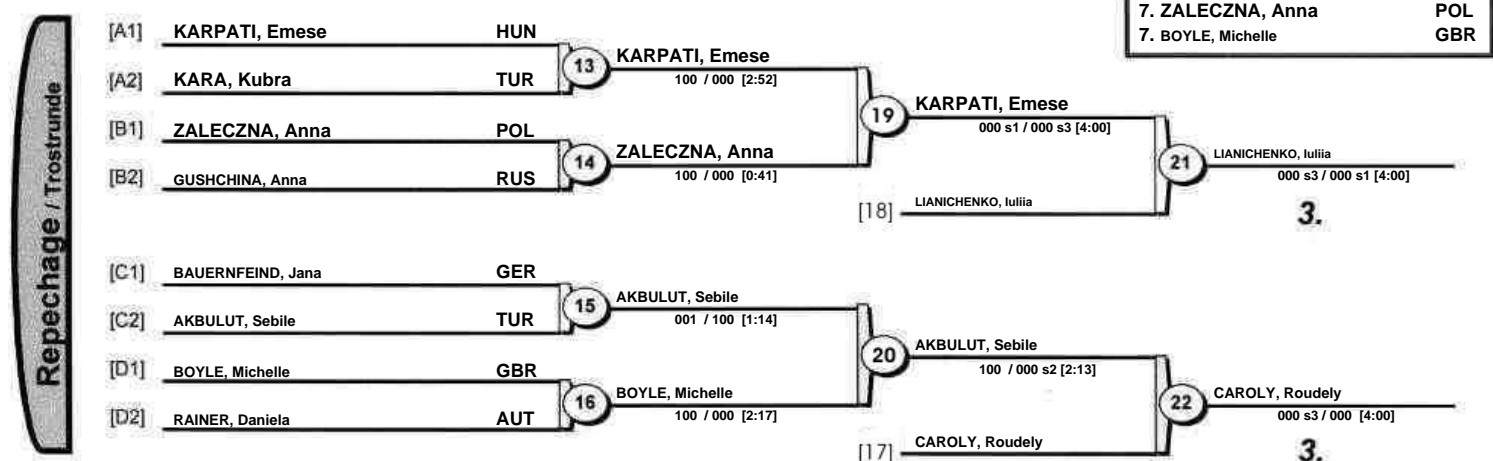 7. ZALECZNA, Anna POL
7. BOYLE, Michelle GBR
Repechage / Trostrunde
[A1] KARPATI, Emese HUN
13 KARPATI, Emese
100 / 000 [2:52]
[A2] KARA, Kubra TUR
19 KARPATI, Emese
000 s1 / 000 s3 [4:00]
[B1] ZALECZNA, Anna POL
14 ZALECZNA, Anna
100 / 000 [0:41]
[B2] GUSHCHINA, Anna RUS
21 LIANICHENKO, Iuliia
000 s3 / 000 s1 [4:00]
[18] LIANICHENKO, Iuliia
3.
[C1] BAUERNFEIND, Jana GER
15 AKBULUT, Sebile
001 / 100 [1:14]
[C2] AKBULUT, Sebile TUR
20 AKBULUT, Sebile
100 / 000 s2 [2:13]
[D1] BOYLE, Michelle GBR
16 BOYLE, Michelle
100 / 000 [2:17]
[D2] RAINER, Daniela AUT
22 CAROLY, Roudely
000 s3 / 000 [4:00]
[17] CAROLY, Roudely
3.